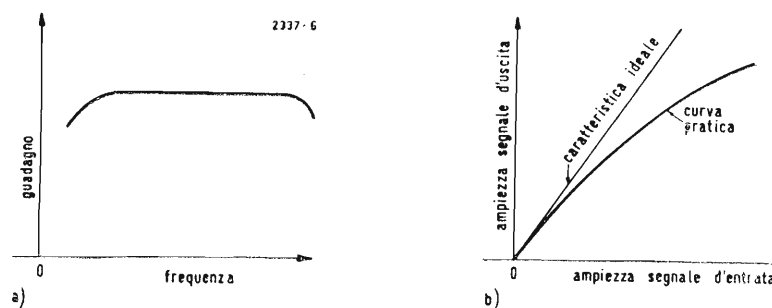 2337-6
guadagno
0
frequenza
a)
ampiezza segnale d'uscita
caratteristica ideale
curva
pratica
0
ampiezza segnale d'entrata
b)